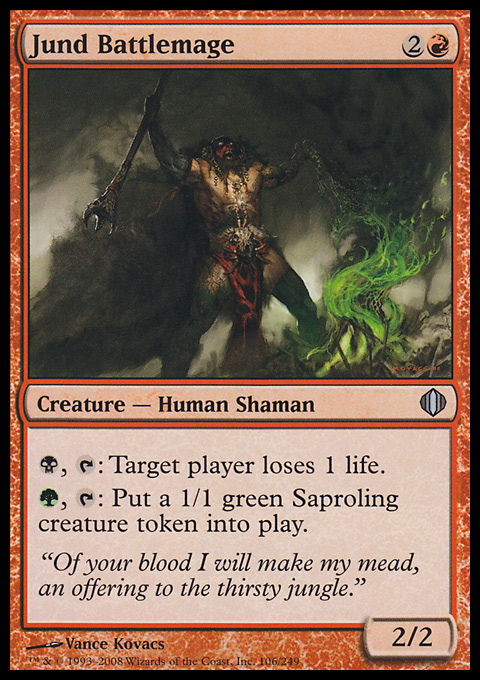 Jund Battlemage 2
Creature — Human Shaman
, : Target player loses 1 life.
, : Put a 1/1 green Saproling
creature token into play.
“Of your blood I will make my mead,
an offering to the thirsty jungle.”
2/2
Vance Kovacs
™ & © 1993–2008 Wizards of the Coast, Inc. 106/249